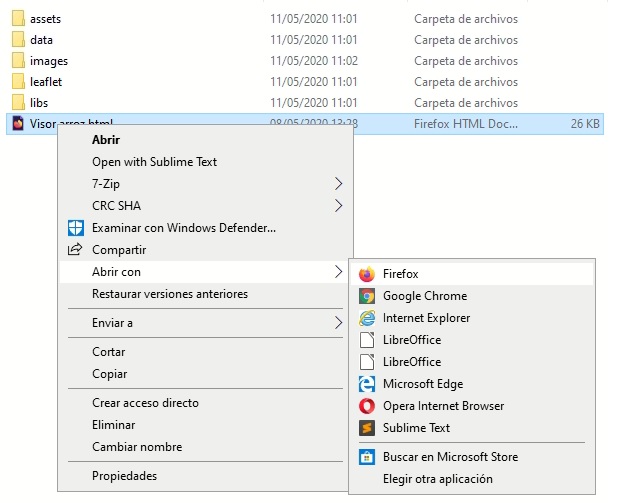 assets 11/05/2020 11:01 Carpeta de archivos
data 11/05/2020 11:01 Carpeta de archivos
images 11/05/2020 11:02 Carpeta de archivos
leaflet 11/05/2020 11:01 Carpeta de archivos
libs 11/05/2020 11:01 Carpeta de archivos
Visor arroz.html 08/05/2020 13:28 Firefox HTML Doc... 26 KB
Abrir
Open with Sublime Text
7-Zip
CRC SHA
Examinar con Windows Defender...
Compartir
Abrir con
Restaurar versiones anteriores
Enviar a
Cortar
Copiar
Crear acceso directo
Eliminar
Cambiar nombre
Propiedades
Firefox
Google Chrome
Internet Explorer
LibreOffice
LibreOffice
Microsoft Edge
Opera Internet Browser
Sublime Text
Buscar en Microsoft Store
Elegir otra aplicación